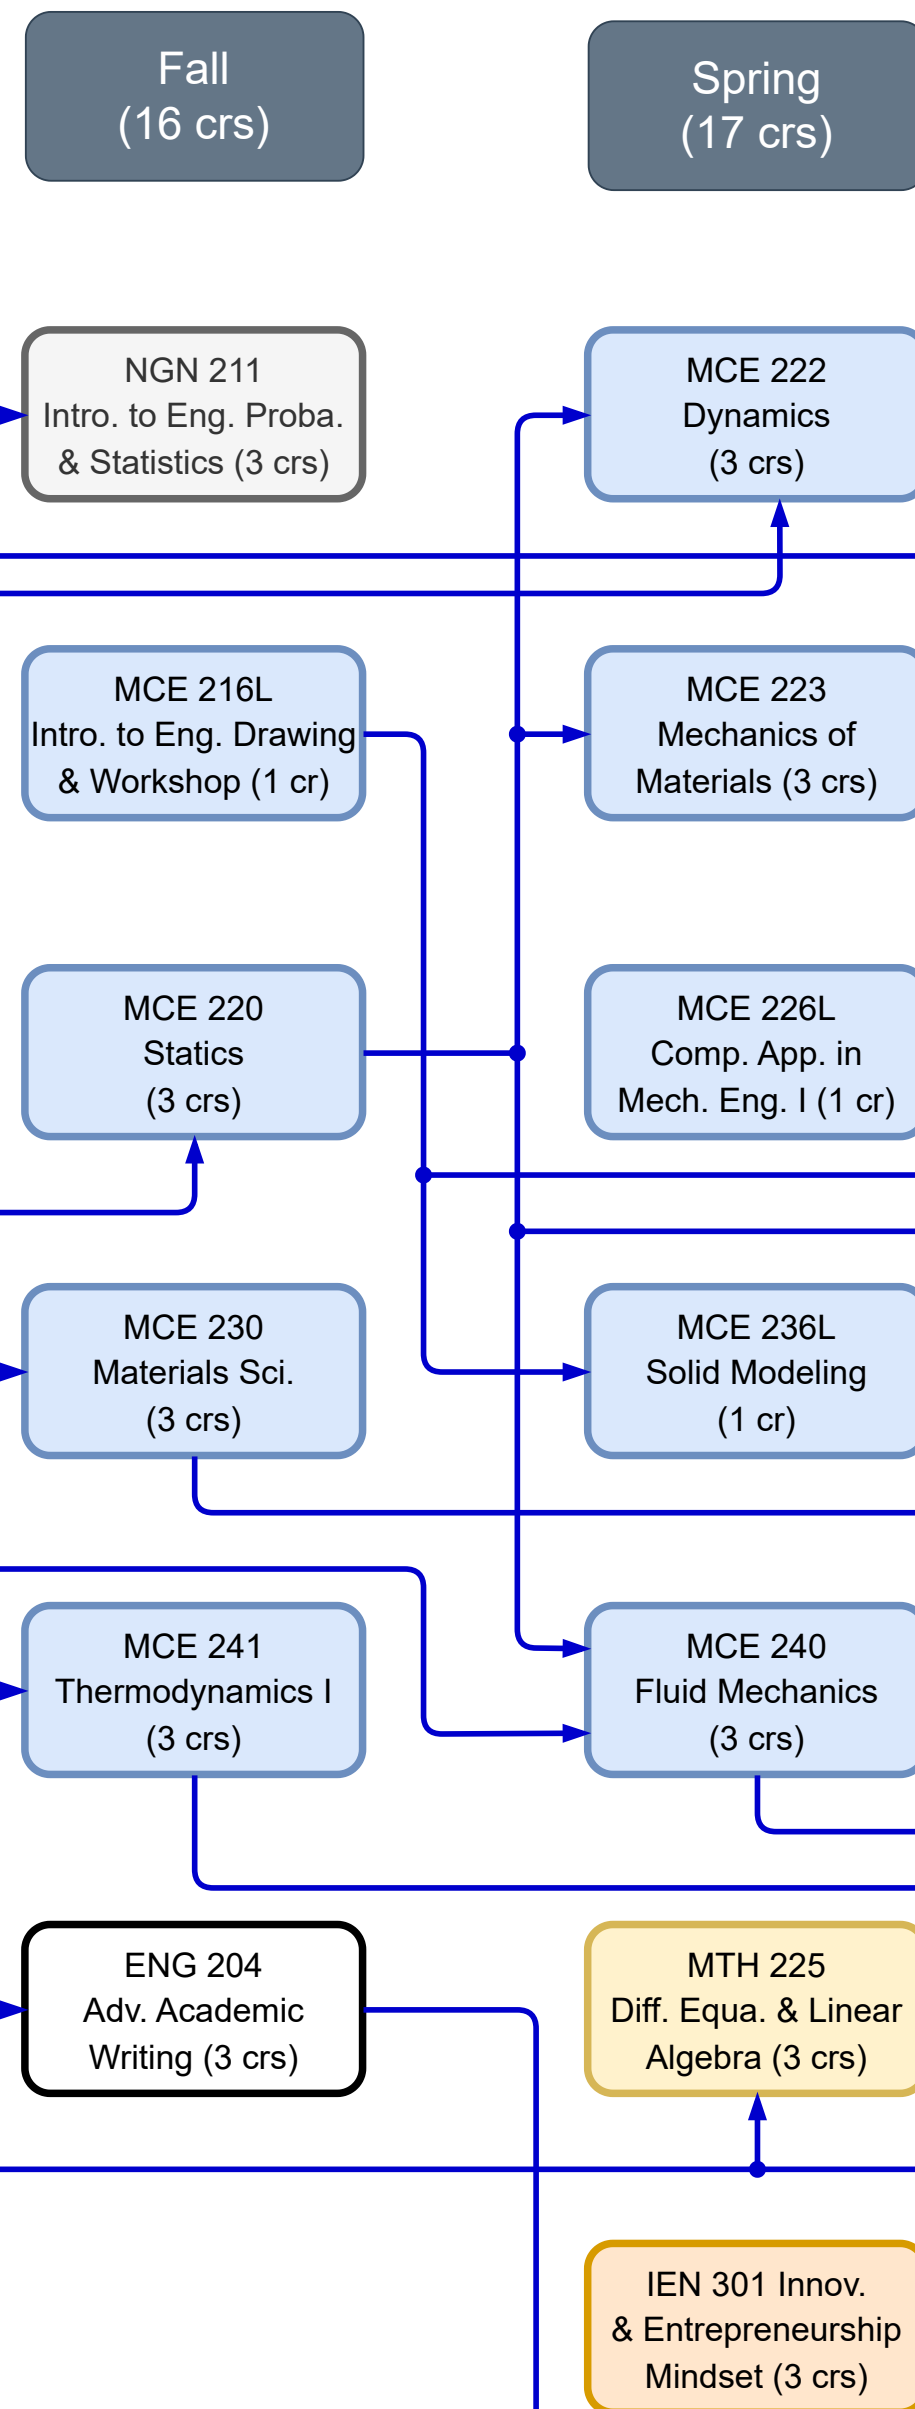 Fall
(16 crs)
Spring
(17 crs)
NGN 211
Intro. to Eng. Proba.
& Statistics (3 crs)
MCE 222
Dynamics
(3 crs)
MCE 216L
Intro. to Eng. Drawing
& Workshop (1 cr)
MCE 223
Mechanics of
Materials (3 crs)
MCE 220
Statics
(3 crs)
MCE 226L
Comp. App. in
Mech. Eng. I (1 cr)
MCE 230
Materials Sci.
(3 crs)
MCE 236L
Solid Modeling
(1 cr)
MCE 241
Thermodynamics I
(3 crs)
MCE 240
Fluid Mechanics
(3 crs)
ENG 204
Adv. Academic
Writing (3 crs)
MTH 225
Diff. Equa. & Linear
Algebra (3 crs)
IEN 301 Innov.
& Entrepreneurship
Mindset (3 crs)